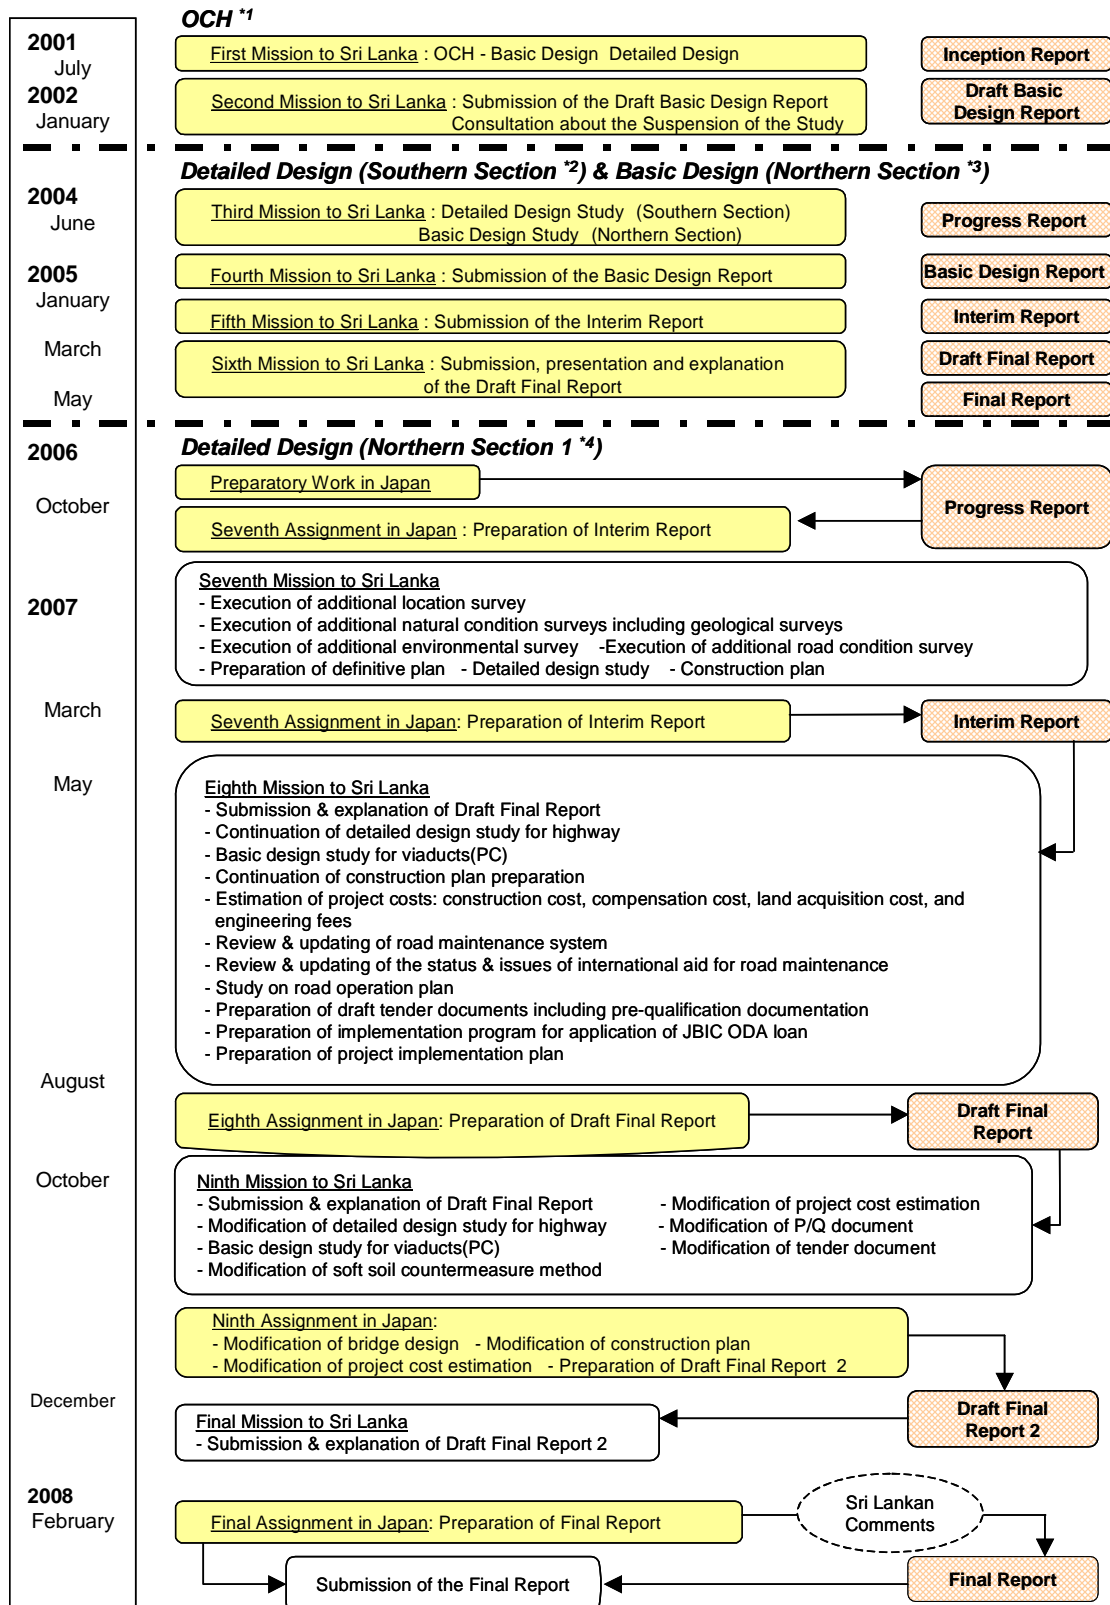 OCH *1
2001
July
First Mission to Sri Lanka : OCH - Basic Design  Detailed Design
Inception Report
2002
January
Second Mission to Sri Lanka : Submission of the Draft Basic Design Report
Consultation about the Suspension of the Study
Draft Basic
Design Report
Detailed Design (Southern Section *2) & Basic Design (Northern Section *3)
2004
June
Third Mission to Sri Lanka : Detailed Design Study  (Southern Section)
Basic Design Study  (Northern Section)
Progress Report
2005
January
Fourth Mission to Sri Lanka : Submission of the Basic Design Report
Basic Design Report
Fifth Mission to Sri Lanka : Submission of the Interim Report
Interim Report
March
Sixth Mission to Sri Lanka : Submission, presentation and explanation
of the Draft Final Report
Draft Final Report
May
Final Report
Detailed Design (Northern Section 1 *4)
2006
October
Preparatory Work in Japan
Progress Report
Seventh Assignment in Japan : Preparation of Interim Report
2007
Seventh Mission to Sri Lanka
- Execution of additional location survey
- Execution of additional natural condition surveys including geological surveys
- Execution of additional environmental survey   -Execution of additional road condition survey
- Preparation of definitive plan   - Detailed design study   - Construction plan
March
Seventh Assignment in Japan: Preparation of Interim Report
Interim Report
May
Eighth Mission to Sri Lanka
- Submission & explanation of Draft Final Report
- Continuation of detailed design study for highway
- Basic design study for viaducts(PC)
- Continuation of construction plan preparation
- Estimation of project costs: construction cost, compensation cost, land acquisition cost, and
engineering fees
- Review & updating of road maintenance system
- Review & updating of the status & issues of international aid for road maintenance
- Study on road operation plan
- Preparation of draft tender documents including pre-qualification documentation
- Preparation of implementation program for application of JBIC ODA loan
- Preparation of project implementation plan
August
Eighth Assignment in Japan: Preparation of Draft Final Report
Draft Final
Report
October
Ninth Mission to Sri Lanka
- Submission & explanation of Draft Final Report   - Modification of project cost estimation
- Modification of detailed design study for highway   - Modification of P/Q document
- Basic design study for viaducts(PC)   - Modification of tender document
- Modification of soft soil countermeasure method
Ninth Assignment in Japan:
- Modification of bridge design   - Modification of construction plan
- Modification of project cost estimation   - Preparation of Draft Final Report  2
December
Draft Final
Report 2
Final Mission to Sri Lanka
- Submission & explanation of Draft Final Report 2
2008
February
Final Assignment in Japan: Preparation of Final Report
Sri Lankan
Comments
Submission of the Final Report
Final Report